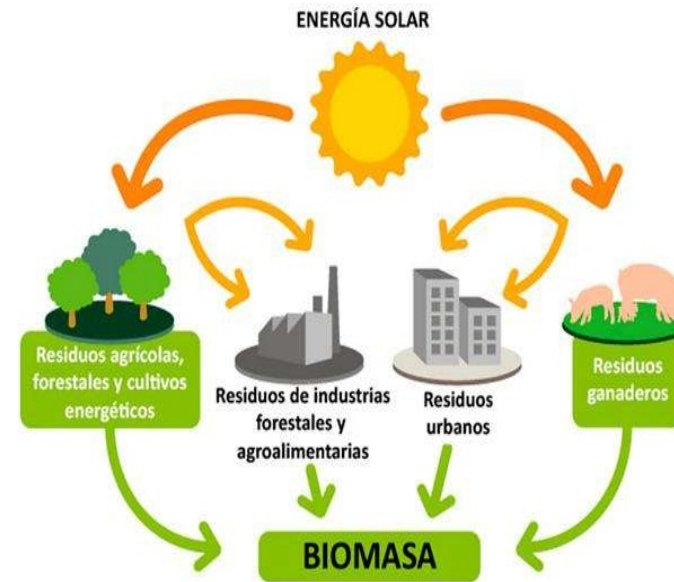 ENERGÍA SOLAR
Residuos agrícolas,
forestales y cultivos
energéticos
Residuos de industrias
forestales y
agroalimentarias
Residuos
urbanos
Residuos
ganaderos
BIOMASA